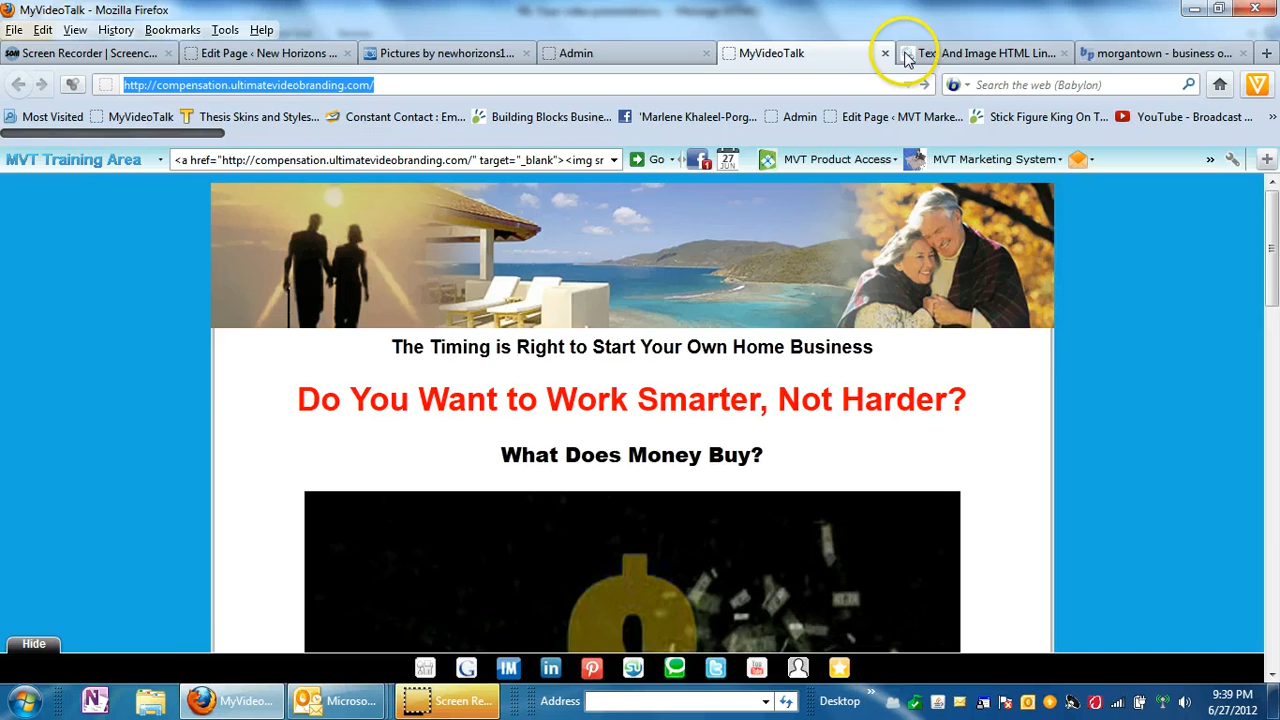 MyVideoTalk - Mozilla Firefox
File Edit View History Bookmarks Tools Help
Screen Recorder | Screenc... Edit Page ‹ New Horizons ... Pictures by newhorizons1... Admin MyVideoTalk Text And Image HTML Lin... morgantown - business o...
http://compensation.ultimatevideobranding.com/ Search the web (Babylon)
Most Visited MyVideoTalk Thesis Skins and Styles... Constant Contact : Em... Building Blocks Busine... 'Marlene Khaleel-Porg... Admin Edit Page ‹ MVT Marke... Stick Figure King On T... YouTube - Broadcast ...
MVT Training Area <a href="http://compensation.ultimatevideobranding.com/" target="_blank"><img sr Go 1 27 JUN MVT Product Access MVT Marketing System
The Timing is Right to Start Your Own Home Business
Do You Want to Work Smarter, Not Harder?
What Does Money Buy?
Hide
MyVideo... Microso... Screen Re... Address Desktop
9:39 PM
6/27/2012